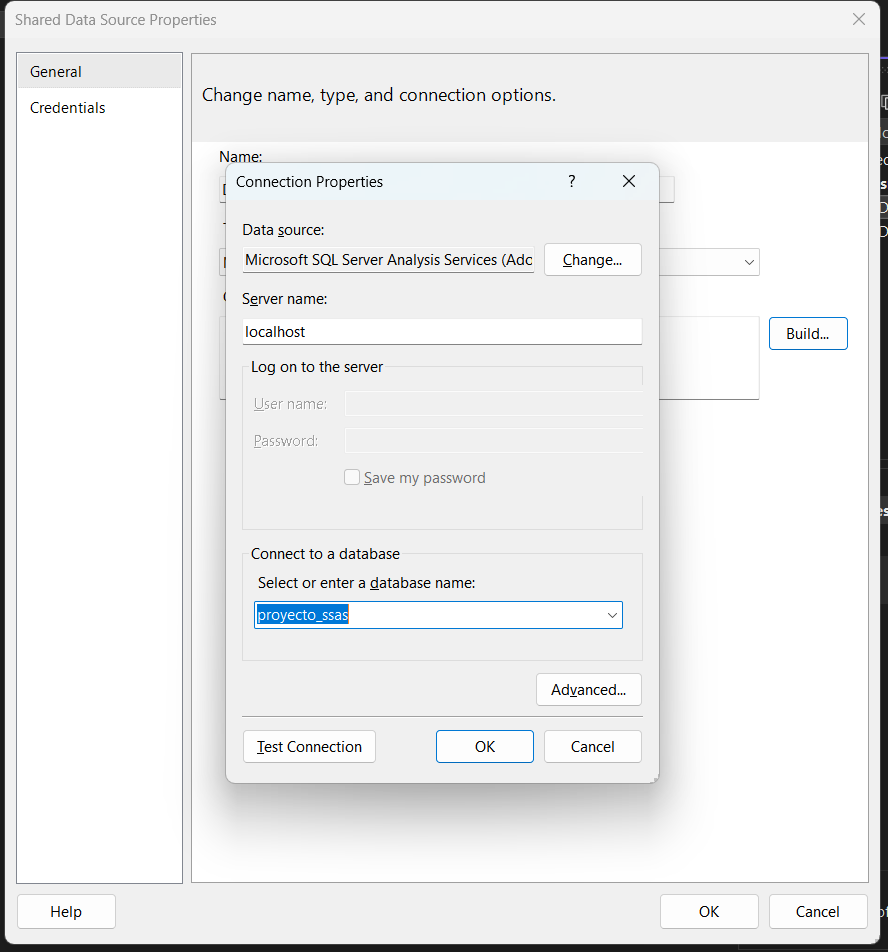 Shared Data Source Properties
General
Credentials
Change name, type, and connection options.
Name:
Connection Properties
?
Data source:
Microsoft SQL Server Analysis Services (Adc
Change...
Server name:
localhost
Build...
Log on to the server
User name:
Password:
Save my password
Connect to a database
Select or enter a database name:
proyecto_ssas
Advanced...
Test Connection
OK
Cancel
Help
OK
Cancel